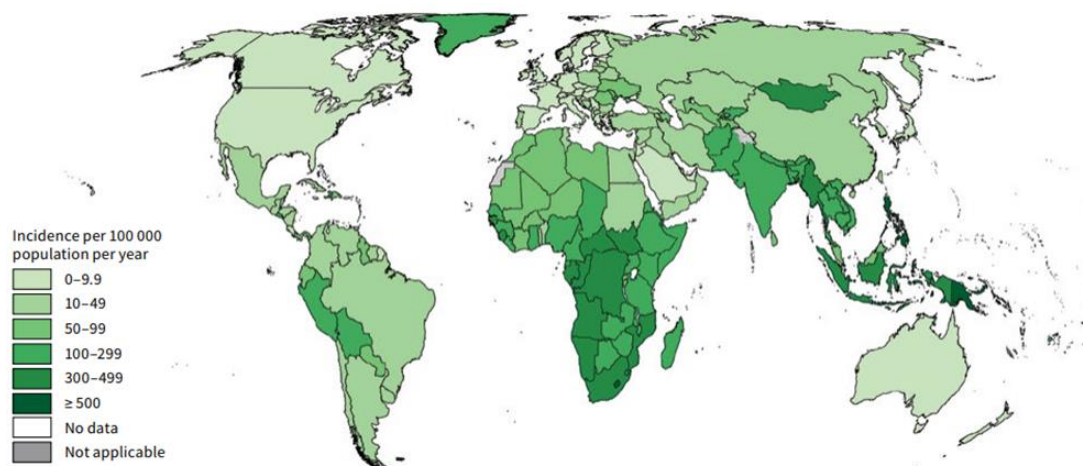 Incidence per 100 000
population per year
0–9.9
10–49
50–99
100–299
300–499
≥ 500
No data
Not applicable